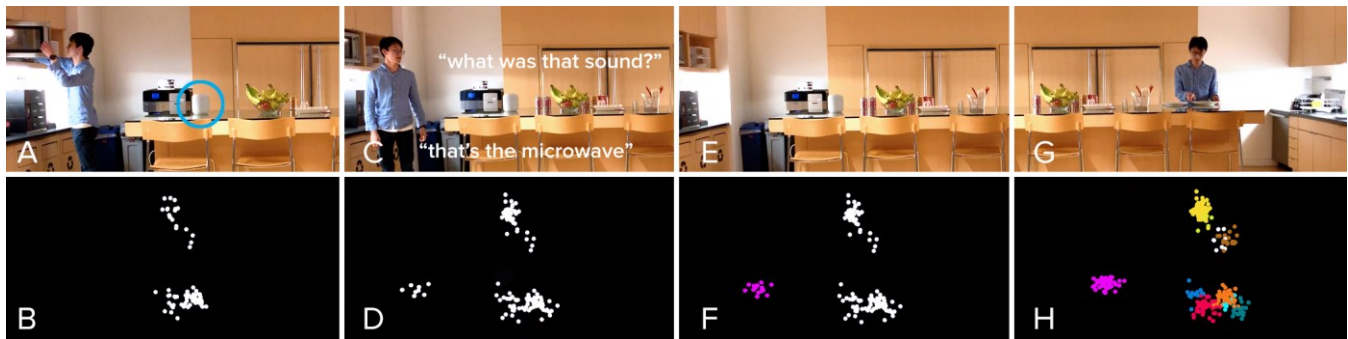 A
C
“what was that sound?”
“that’s the microwave”
E
G
B
D
F
H